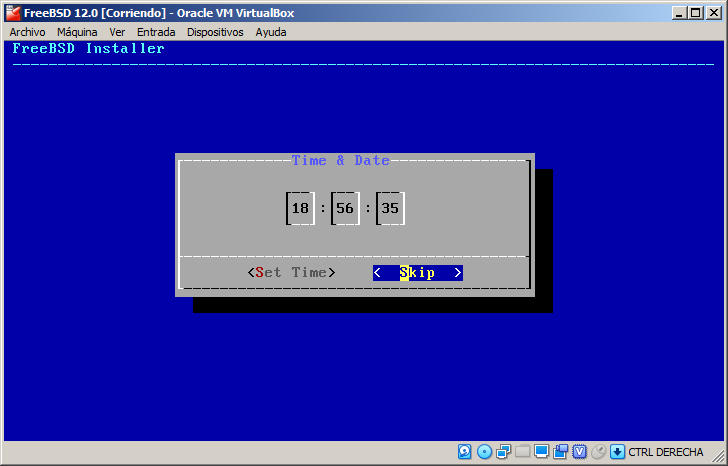 FreeBSD 12.0 [Corriendo] - Oracle VM VirtualBox
Archivo Máquina Ver Entrada Dispositivos Ayuda
FreeBSD Installer
Time & Date
18 : 56 : 35
<Set Time> < Skip >
CTRL DERECHA